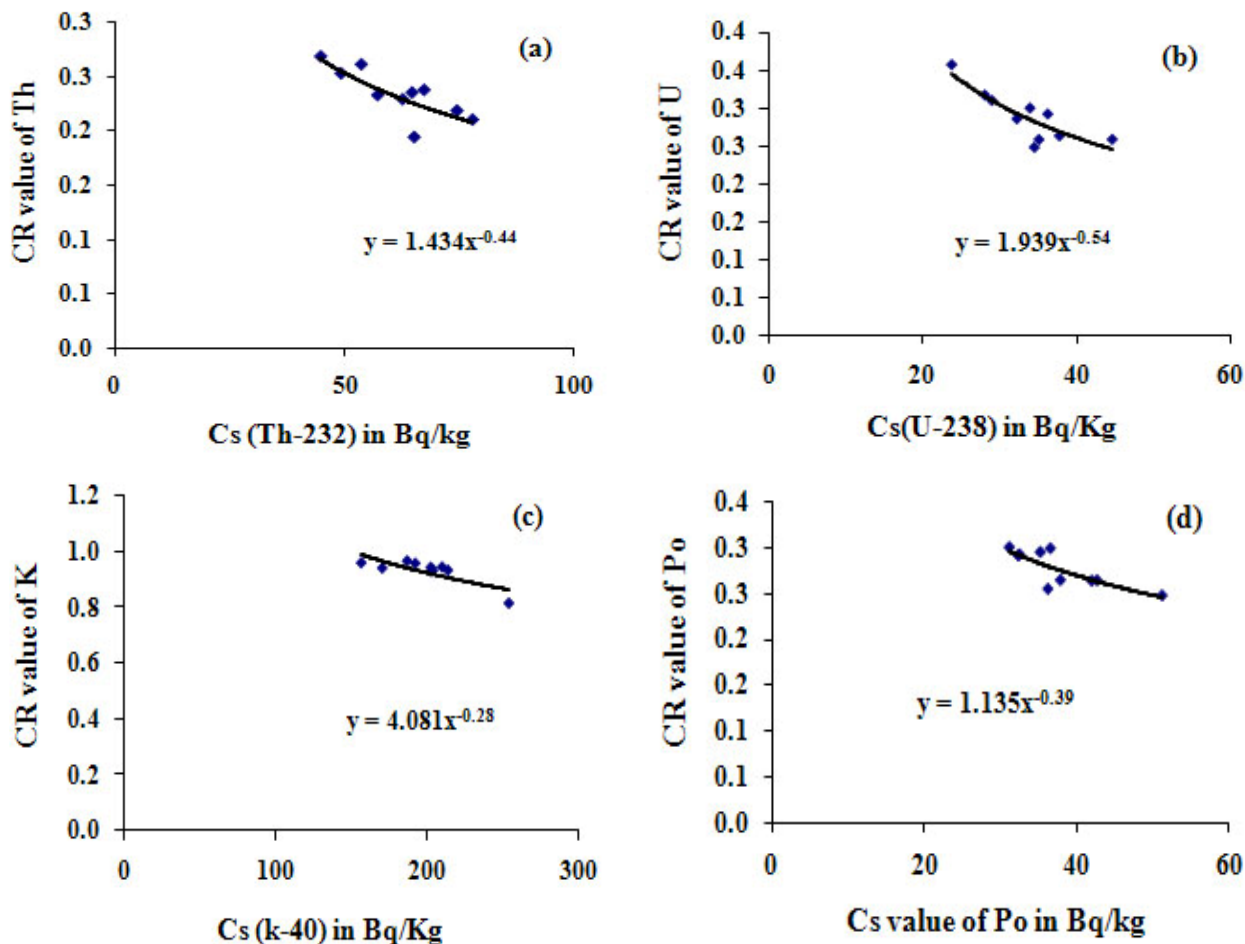 (a)
CR value of Th
0.3
0.3
0.2
0.2
0.1
0.1
0.0
y = 1.434x^-0.44
0 50 100
Cs (Th-232) in Bq/kg
(b)
CR value of U
0.4
0.4
0.3
0.3
0.2
0.2
0.1
0.1
0.0
y = 1.939x^-0.54
0 20 40 60
Cs(U-238) in Bq/Kg
(c)
CR value of K
1.2
1.0
0.8
0.6
0.4
0.2
0.0
y = 4.081x^-0.28
0 100 200 300
Cs (k-40) in Bq/Kg
(d)
CR value of Po
0.4
0.3
0.3
0.2
0.2
0.1
0.1
0.0
y = 1.135x^-0.39
0 20 40 60
Cs value of Po in Bq/kg